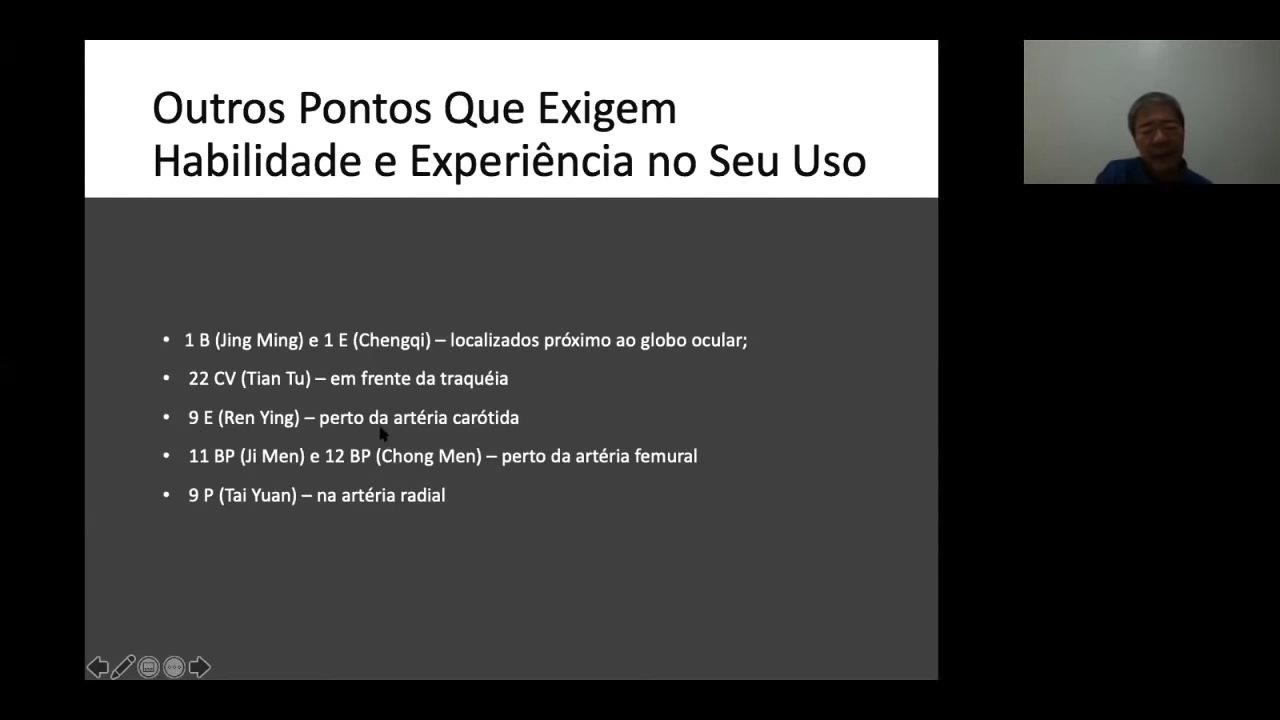 Outros Pontos Que Exigem
Habilidade e Experiência no Seu Uso
• 1 B (Jing Ming) e 1 E (Chengqi) – localizados próximo ao globo ocular;
• 22 CV (Tian Tu) – em frente da traquéia
• 9 E (Ren Ying) – perto da artéria carótida
• 11 BP (Ji Men) e 12 BP (Chong Men) – perto da artéria femural
• 9 P (Tai Yuan) – na artéria radial